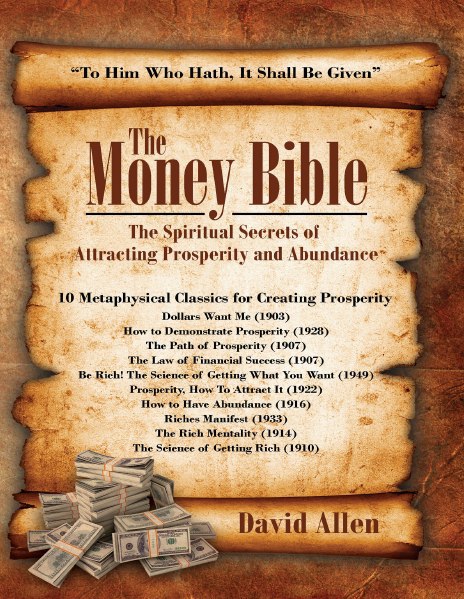 “To Him Who Hath, It Shall Be Given”
The
Money Bible
The Spiritual Secrets of
Attracting Prosperity and Abundance
10 Metaphysical Classics for Creating Prosperity
Dollars Want Me (1903)
How to Demonstrate Prosperity (1928)
The Path of Prosperity (1907)
The Law of Financial Success (1907)
Be Rich! The Science of Getting What You Want (1949)
Prosperity, How To Attract It (1922)
How to Have Abundance (1916)
Riches Manifest (1933)
The Rich Mentality (1914)
The Science of Getting Rich (1910)
David Allen